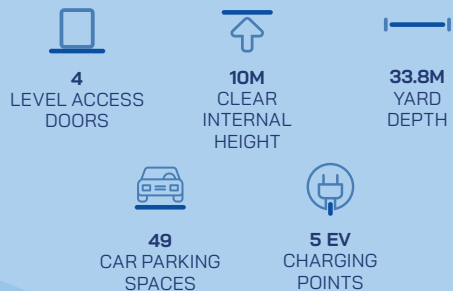 4
LEVEL ACCESS
DOORS
10M
CLEAR
INTERNAL
HEIGHT
33.8M
YARD
DEPTH
49
CAR PARKING
SPACES
5 EV
CHARGING
POINTS